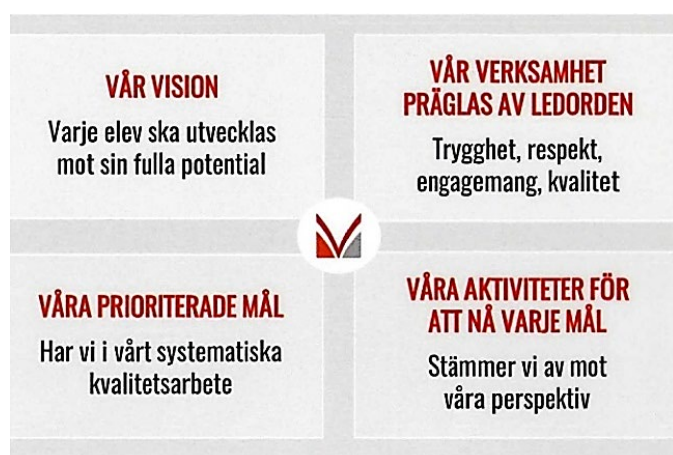 VÅR VISION
Varje elev ska utvecklas
mot sin fulla potential
VÅR VERKSAMHET
PRÄGLAS AV LEDORDEN
Trygghet, respekt,
engagemang, kvalitet
VÅRA PRIORITERADE MÅL
Har vi i vårt systematiska
kvalitetsarbete
VÅRA AKTIVITETER FÖR
ATT NÅ VARJE MÅL
Stämmer vi av mot
våra perspektiv